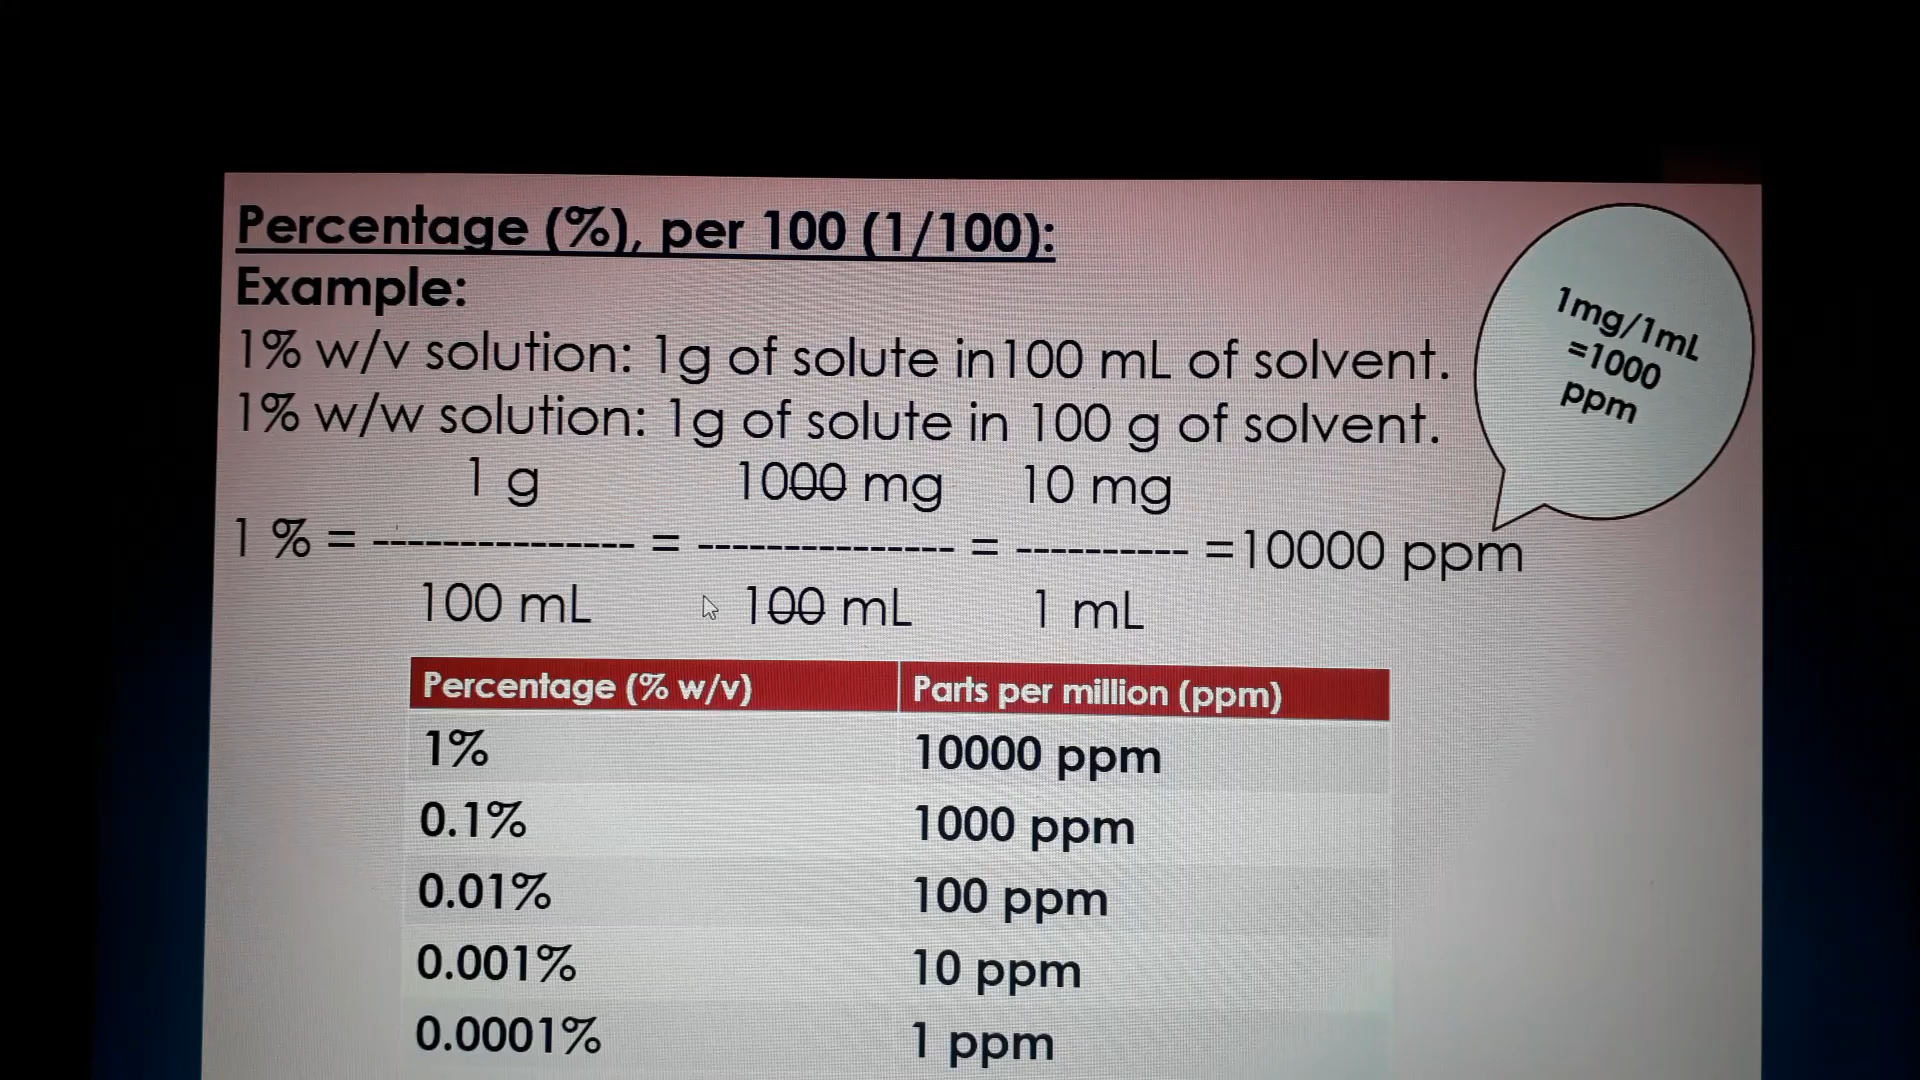 Percentage (%), per 100 (1/100):
Example:
1% w/v solution: 1g of solute in100 mL of solvent.
1% w/w solution: 1g of solute in 100 g of solvent.
1 g 1000 mg 10 mg
1 % = --------------- = --------------- = ---------- =10000 ppm
100 mL 100 mL 1 mL
1mg/1mL
=1000
ppm
Percentage (% w/v) Parts per million (ppm)
1% 10000 ppm
0.1% 1000 ppm
0.01% 100 ppm
0.001% 10 ppm
0.0001% 1 ppm